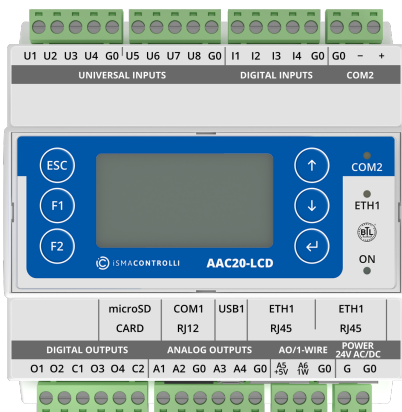 U1 U2 U3 U4 G0 U5 U6 U7 U8 G0 I1 I2 I3 I4 G0 G0 − +
UNIVERSAL INPUTS DIGITAL INPUTS COM2
ESC ↑ COM2
F1 ↓ ETH1
F2 ↵ BTL
ON
iSMACONTROLLI AAC20-LCD
microSD COM1 USB1 ETH1 ETH1
CARD RJ12 RJ45 RJ45
DIGITAL OUTPUTS ANALOG OUTPUTS AO/1-WIRE POWER
24V AC/DC
O1 O2 C1 O3 O4 C2 A1 A2 G0 A3 A4 G0 A5 A6 G0 G G0
+5V 1W